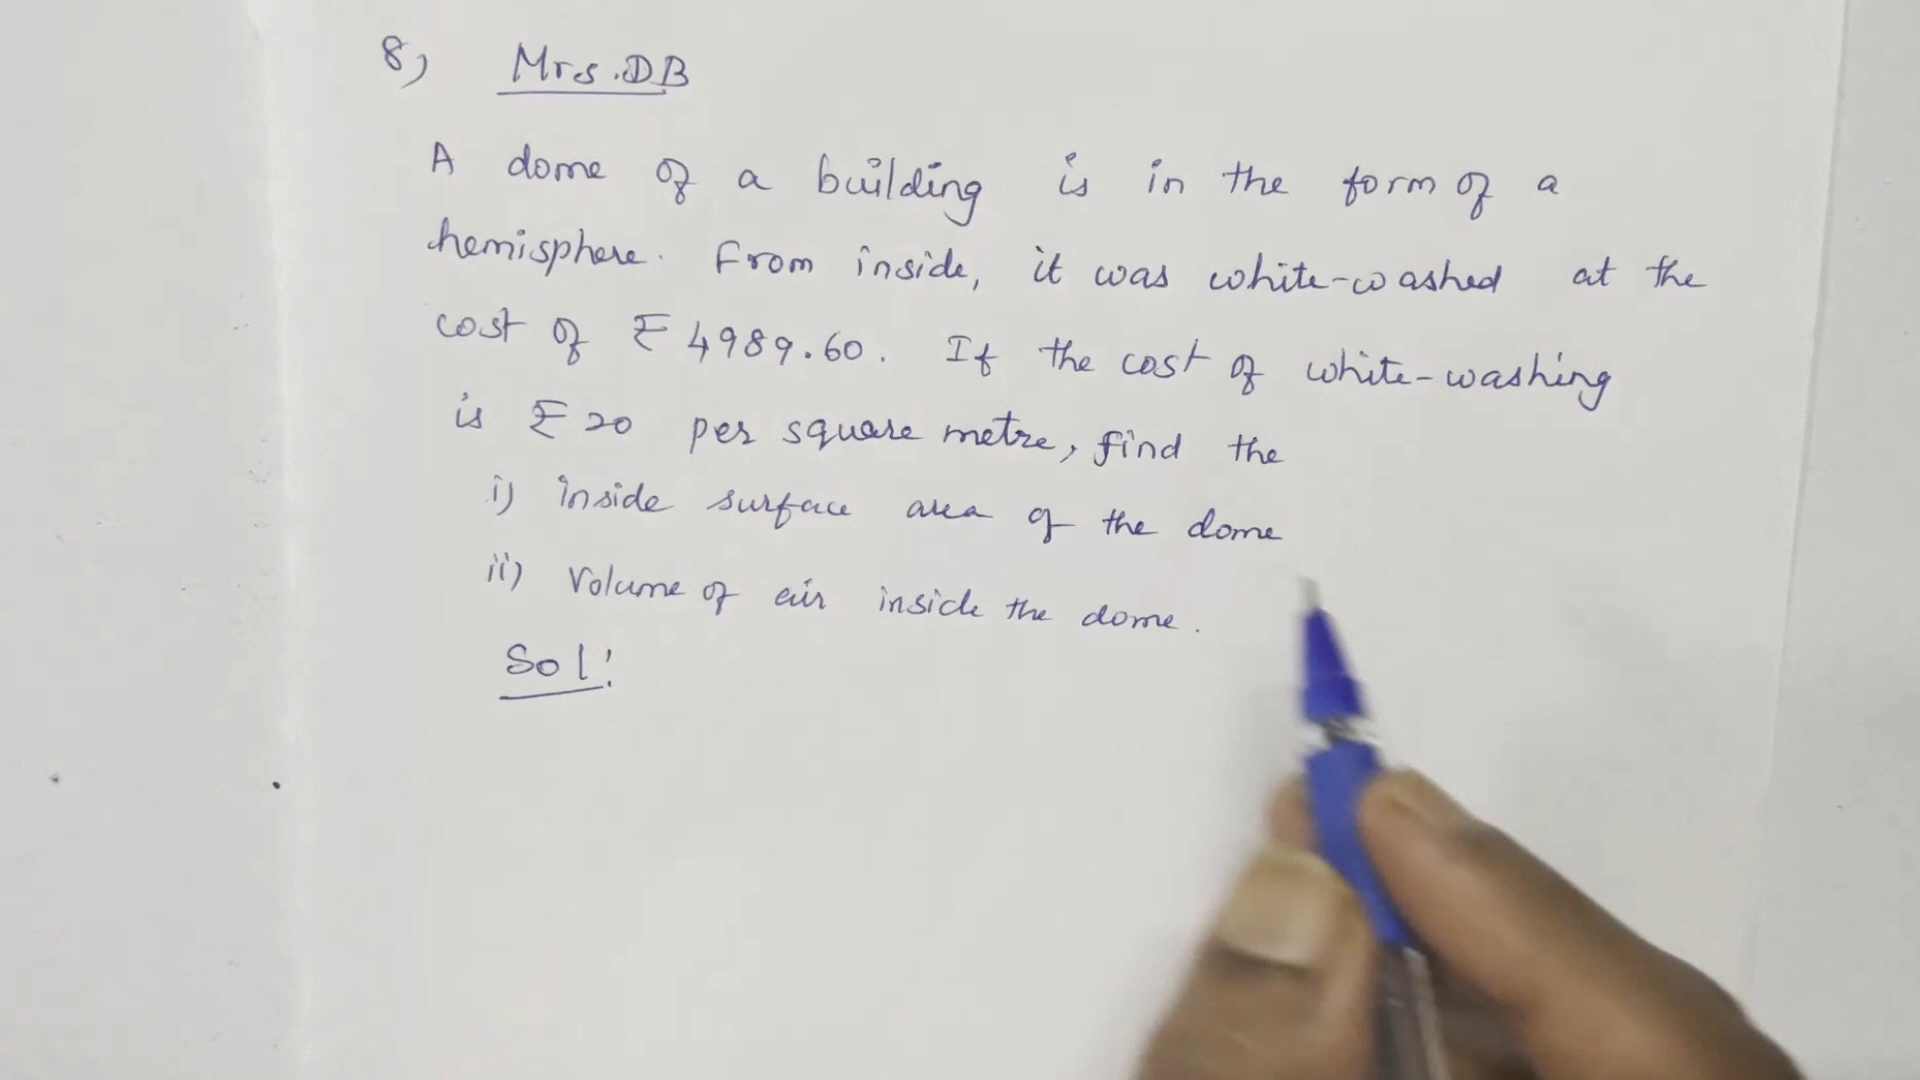 8) Mrs.DB
A dome of a building is in the form of a
hemisphere. From inside, it was white-washed at the
cost of ₹ 4989.60. If the cost of white-washing
is ₹ 20 per square metre, find the
i) inside surface area of the dome
ii) Volume of air inside the dome.
Sol: